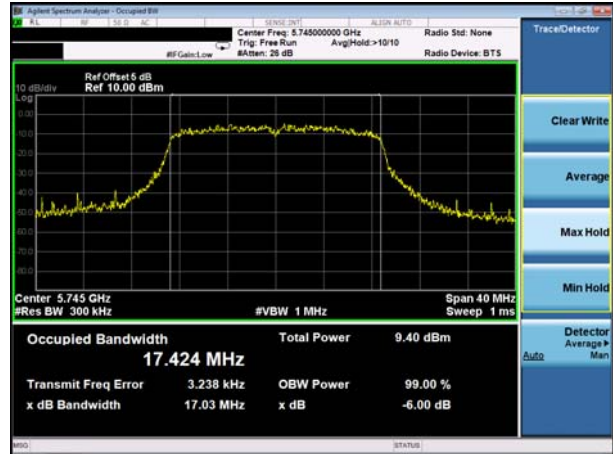 Agilent Spectrum Analyzer - Occupied BW
RL RF 50 Ω AC SENSE:INT ALIGN AUTO
Center Freq: 5.745000000 GHz Radio Std: None
Trig: Free Run Avg|Hold:>10/10
#IFGain:Low #Atten: 26 dB Radio Device: BTS
Trace/Detector
Ref Offset 5 dB
10 dB/div Ref 10.00 dBm
Log
0.00
Clear Write
Average
Max Hold
Min Hold
Center 5.745 GHz Span 40 MHz
#Res BW 300 kHz #VBW 1 MHz Sweep 1 ms
Detector
Average
Auto Man
Occupied Bandwidth Total Power 9.40 dBm
17.424 MHz
Transmit Freq Error 3.238 kHz OBW Power 99.00 %
x dB Bandwidth 17.03 MHz x dB -6.00 dB
MSG STATUS